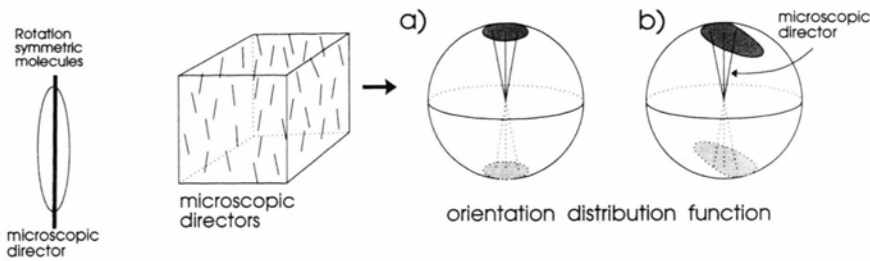 Rotation
symmetric
molecules
microscopic
director
microscopic
directors
a)
b)
microscopic
director
orientation distribution function